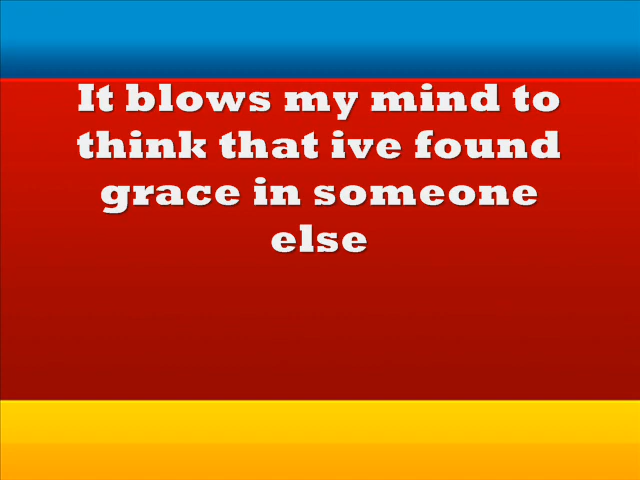 It blows my mind to
think that ive found
grace in someone
else